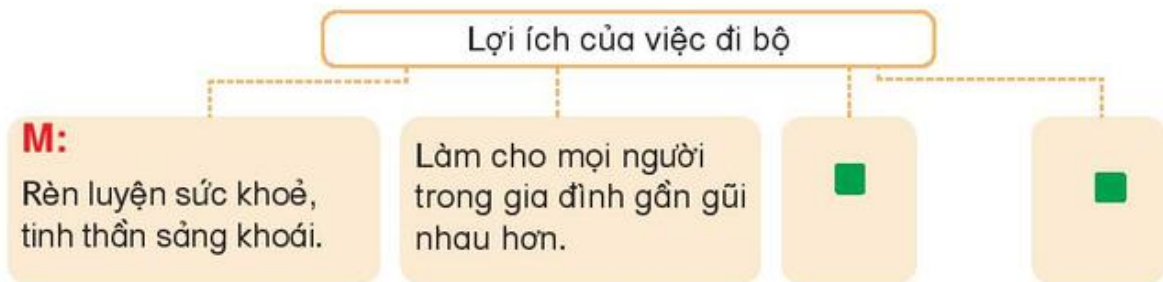 Lợi ích của việc đi bộ
M:
Rèn luyện sức khoẻ,
tinh thần sảng khoái.
Làm cho mọi người
trong gia đình gần gũi
nhau hơn.